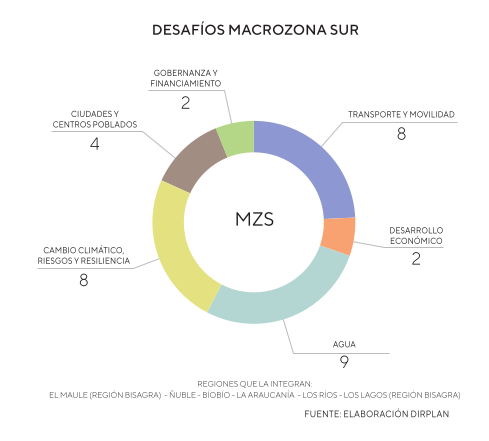 DESAFÍOS MACROZONA SUR
GOBERNANZA Y
FINANCIAMIENTO
2
TRANSPORTE Y MOVILIDAD
8
CIUDADES Y
CENTROS POBLADOS
4
MZS
DESARROLLO
ECONÓMICO
2
CAMBIO CLIMÁTICO,
RIESGOS Y RESILIENCIA
8
AGUA
9
REGIONES QUE LA INTEGRAN:
EL MAULE (REGIÓN BISAGRA) - ÑUBLE - BÍOBÍO - LA ARAUCANÍA - LOS RÍOS - LOS LAGOS (REGIÓN BISAGRA)
FUENTE: ELABORACIÓN DIRPLAN